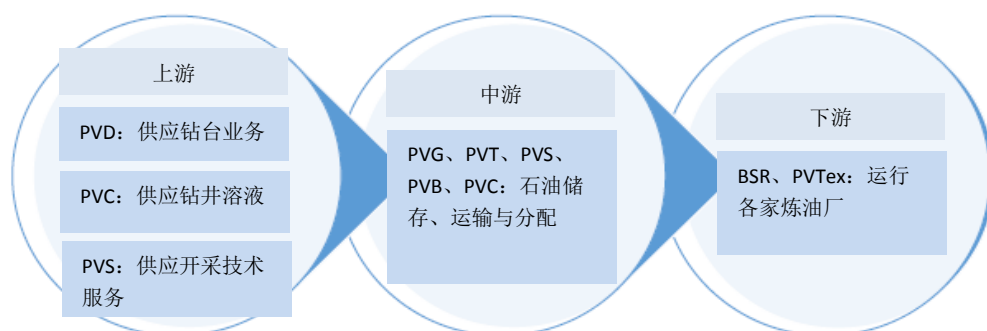 上游
PVD：供应钻台业务
PVC：供应钻井溶液
PVS：供应开采技术
服务
中游
PVG、PVT、PVS、
PVB、PVC：石油储
存、运输与分配
下游
BSR、PVTex：运行
各家炼油厂